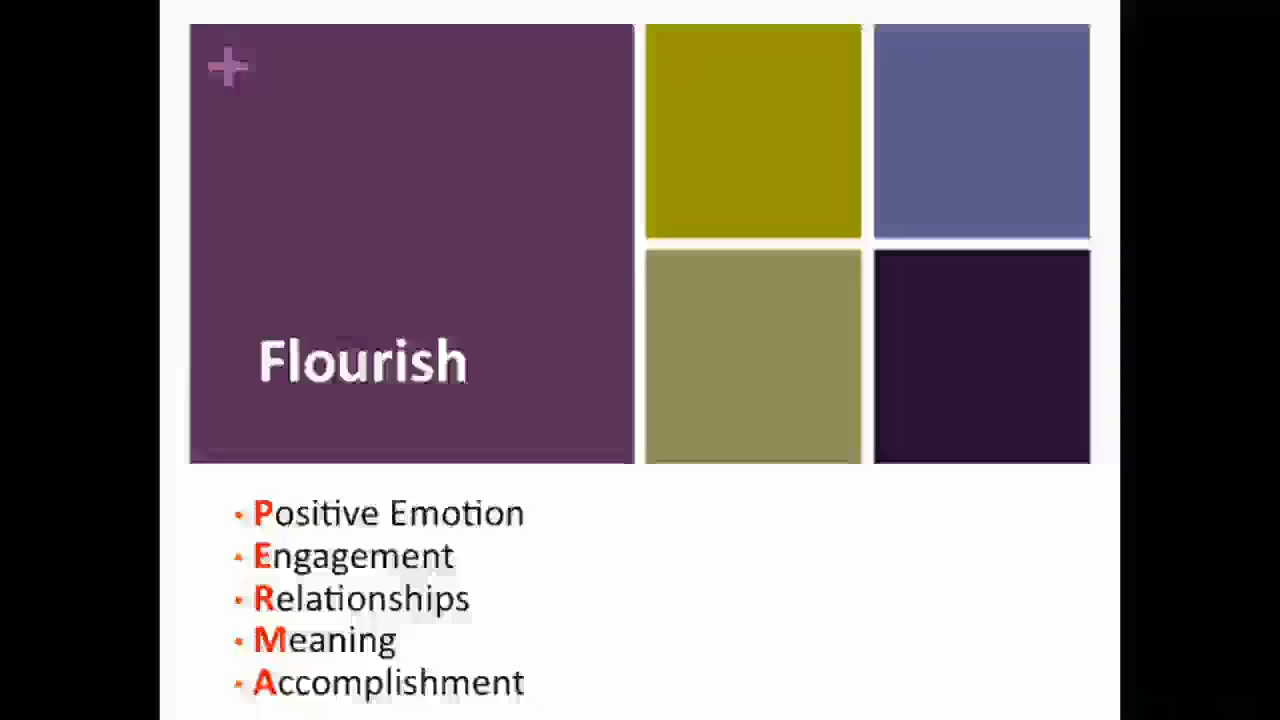 +
Flourish
• Positive Emotion
• Engagement
• Relationships
• Meaning
• Accomplishment